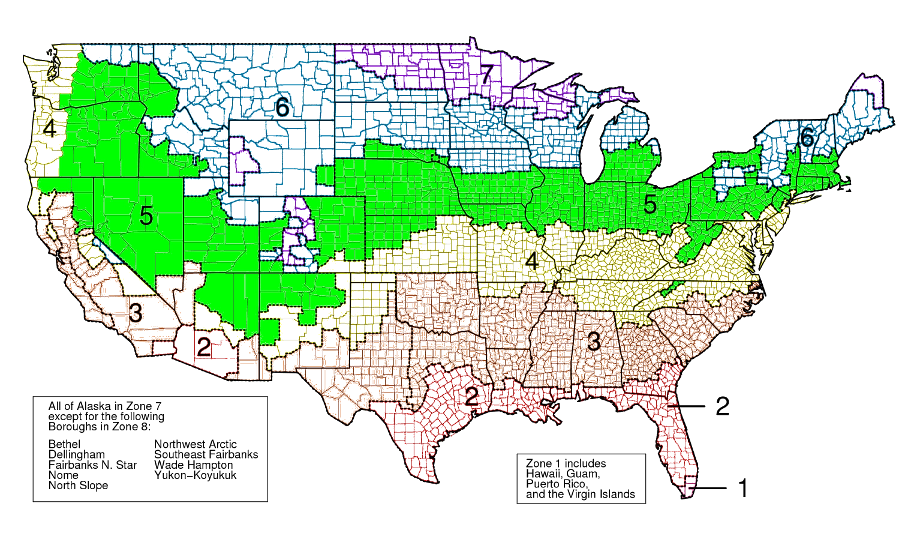 7
6
6
4
5
5
4
3
3
2
2
2
1
All of Alaska in Zone 7
except for the following
Boroughs in Zone 8:
Bethel
Dellingham
Fairbanks N. Star
Nome
North Slope
Northwest Arctic
Southeast Fairbanks
Wade Hampton
Yukon-Koyukuk
Zone 1 includes
Hawaii, Guam,
Puerto Rico,
and the Virgin Islands